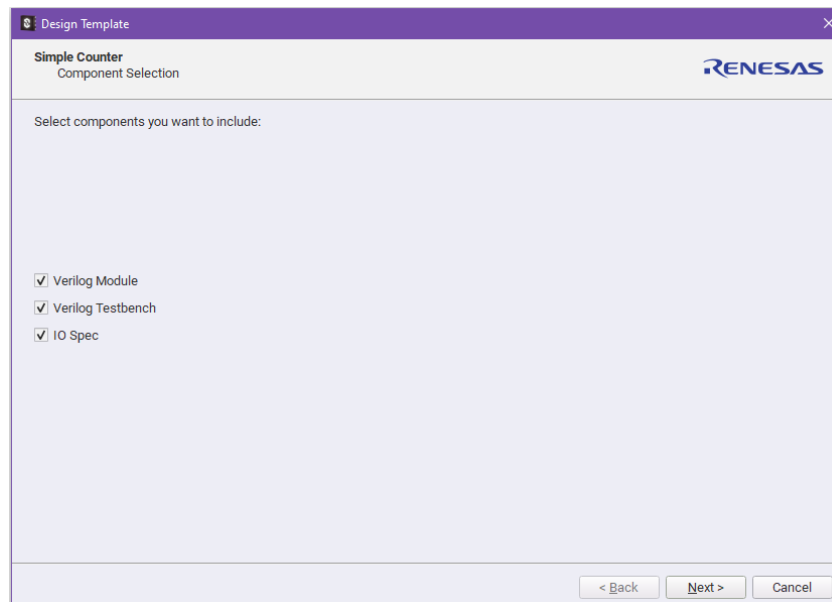 Design Template
Simple Counter
Component Selection
RENESAS
Select components you want to include:
Verilog Module
Verilog Testbench
IO Spec
< Back
Next >
Cancel